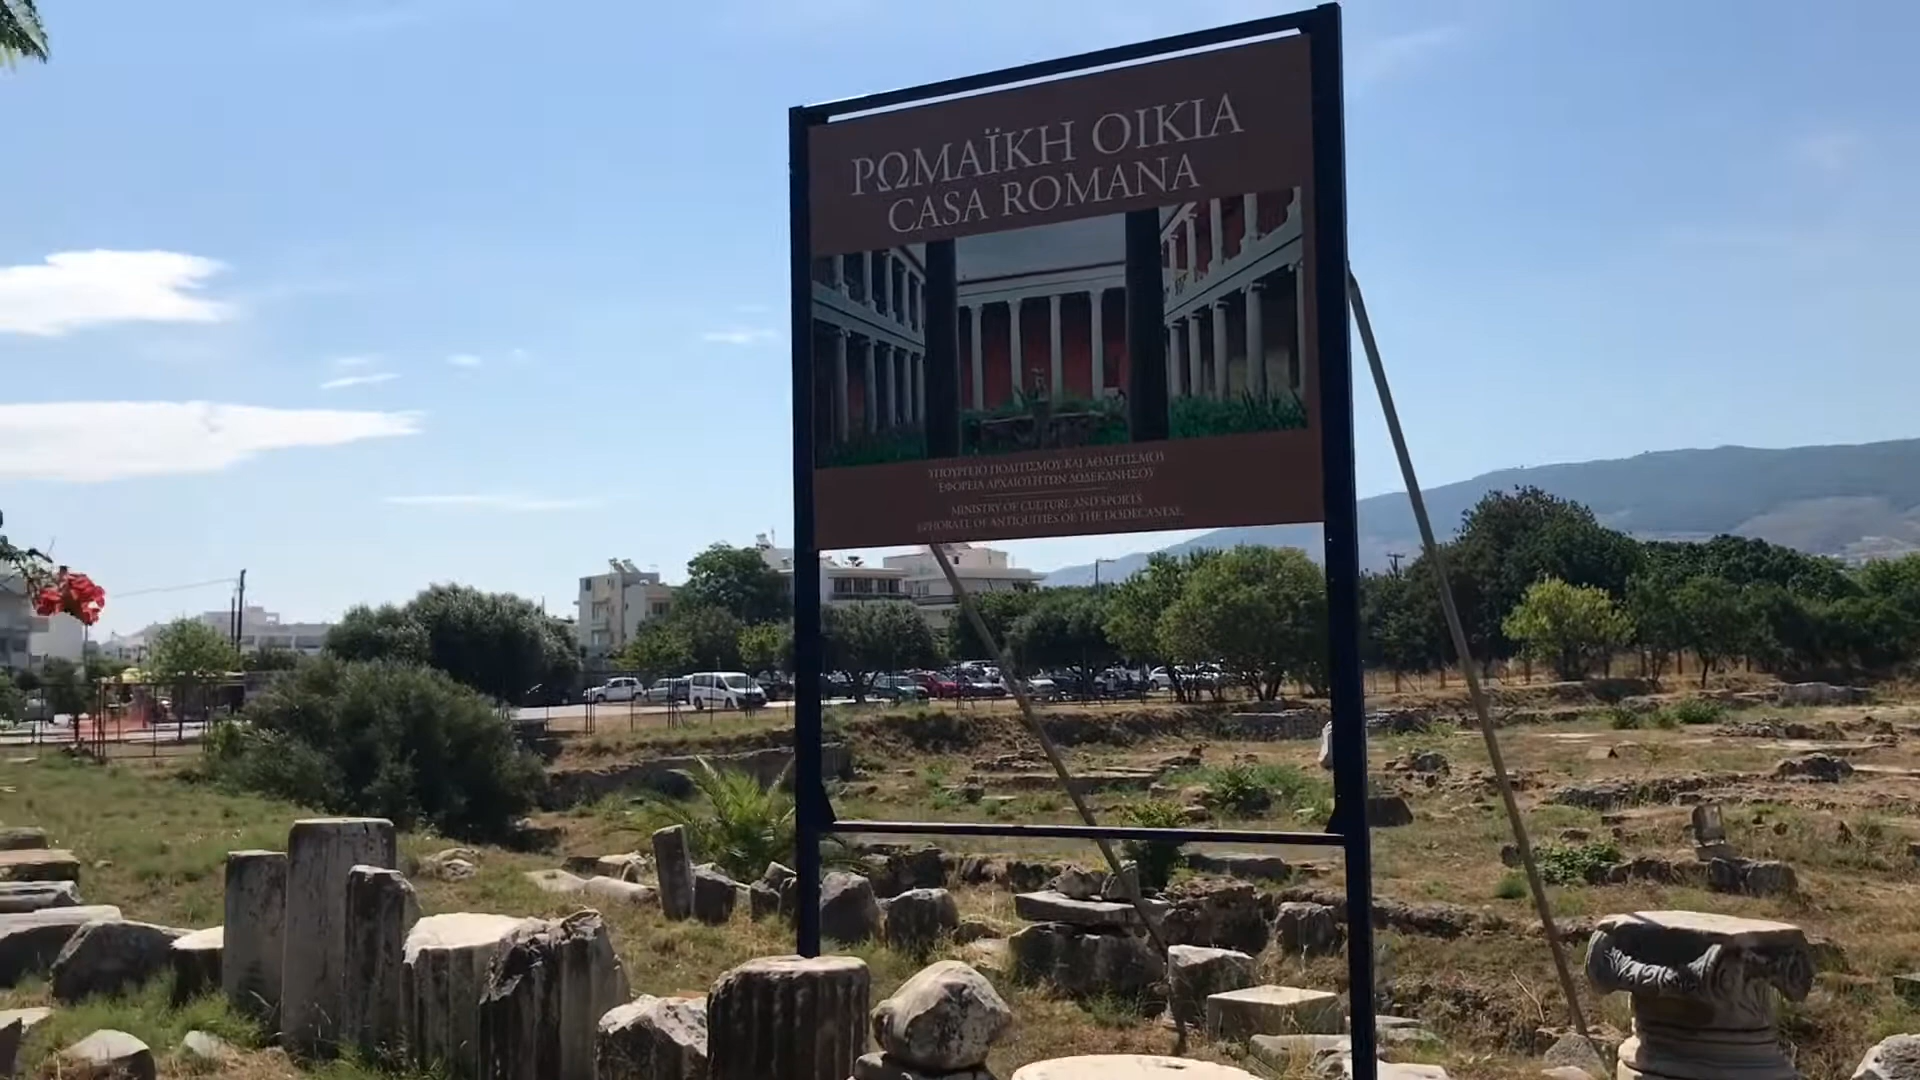 ΡΩΜΑΪΚΗ ΟΙΚΙΑ
CASA ROMANA
ΥΠΟΥΡΓΕΙΟ ΠΟΛΙΤΙΣΜΟΥ ΚΑΙ ΑΘΛΗΤΙΣΜΟΥ
ΕΦΟΡΕΙΑ ΑΡΧΑΙΟΤΗΤΩΝ ΔΩΔΕΚΑΝΗΣΟΥ
MINISTRY OF CULTURE AND SPORTS
EPHORATE OF ANTIQUITIES OF THE DODECANESE